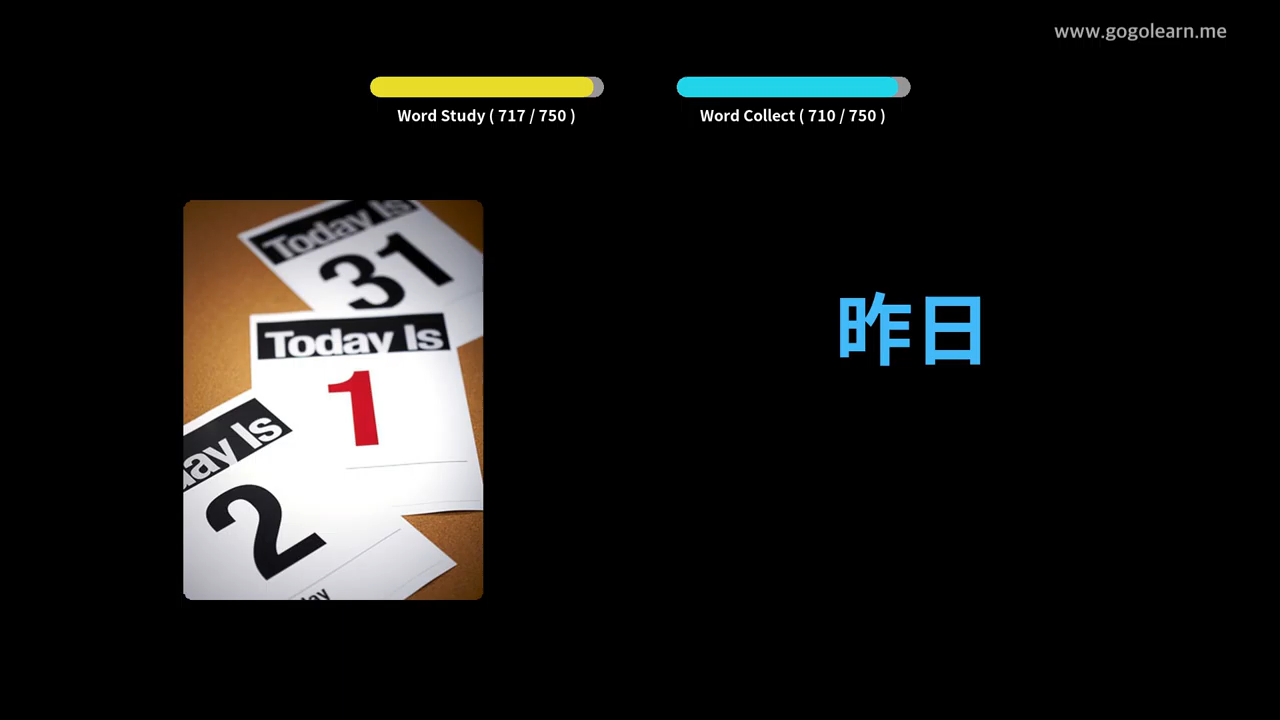 www.gogolearn.me
Word Study ( 717 / 750 )
Word Collect ( 710 / 750 )
Today Is
31
Today Is
1
ay Is
2
昨日